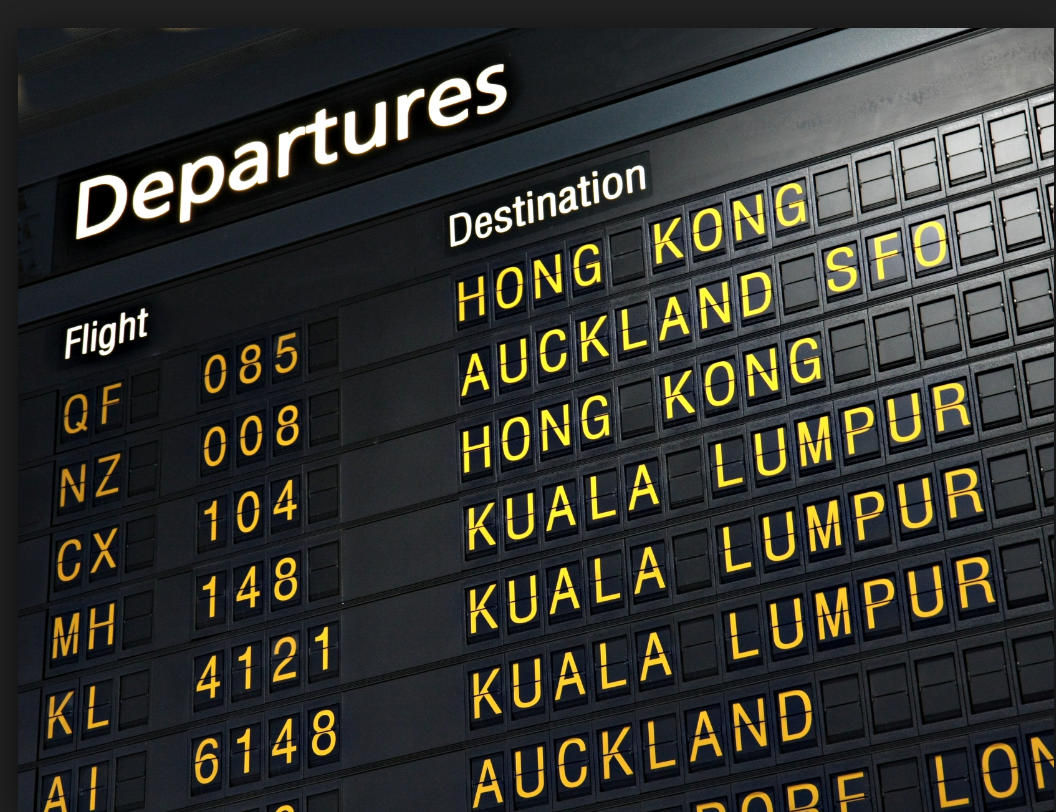 Departures
Flight Destination
QF 085 HONG KONG
NZ 008 AUCKLAND SFO
CX 104 HONG KONG
MH 148 KUALA LUMPUR
KL 4121 KUALA LUMPUR
AI 6148 KUALA LUMPUR
AUCKLAND